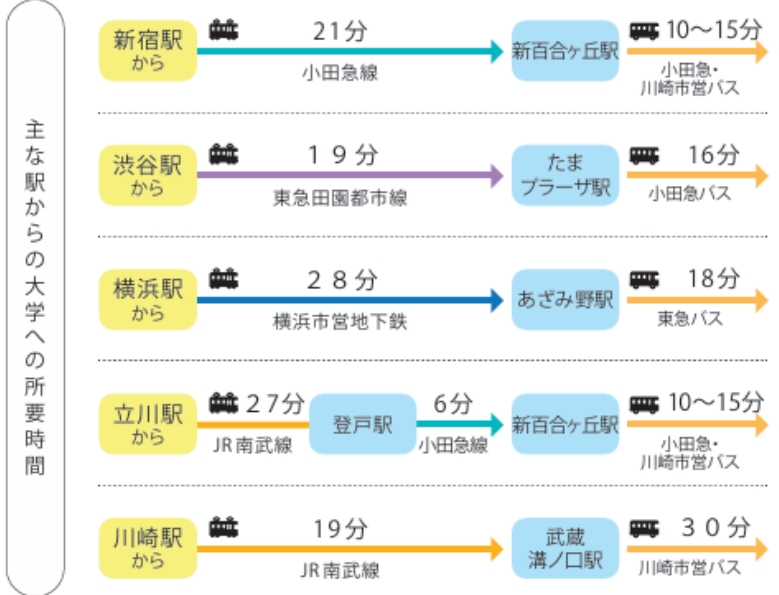 主な駅からの大学への所要時間
新宿駅
から
21分
小田急線
新百合ヶ丘駅
10～15分
小田急・
川崎市営バス
渋谷駅
から
19分
東急田園都市線
たま
プラーザ駅
16分
小田急バス
横浜駅
から
28分
横浜市営地下鉄
あざみ野駅
18分
東急バス
立川駅
から
27分
JR南武線
登戸駅
6分
小田急線
新百合ヶ丘駅
10～15分
小田急・
川崎市営バス
川崎駅
から
19分
JR南武線
武蔵
溝ノ口駅
30分
川崎市営バス